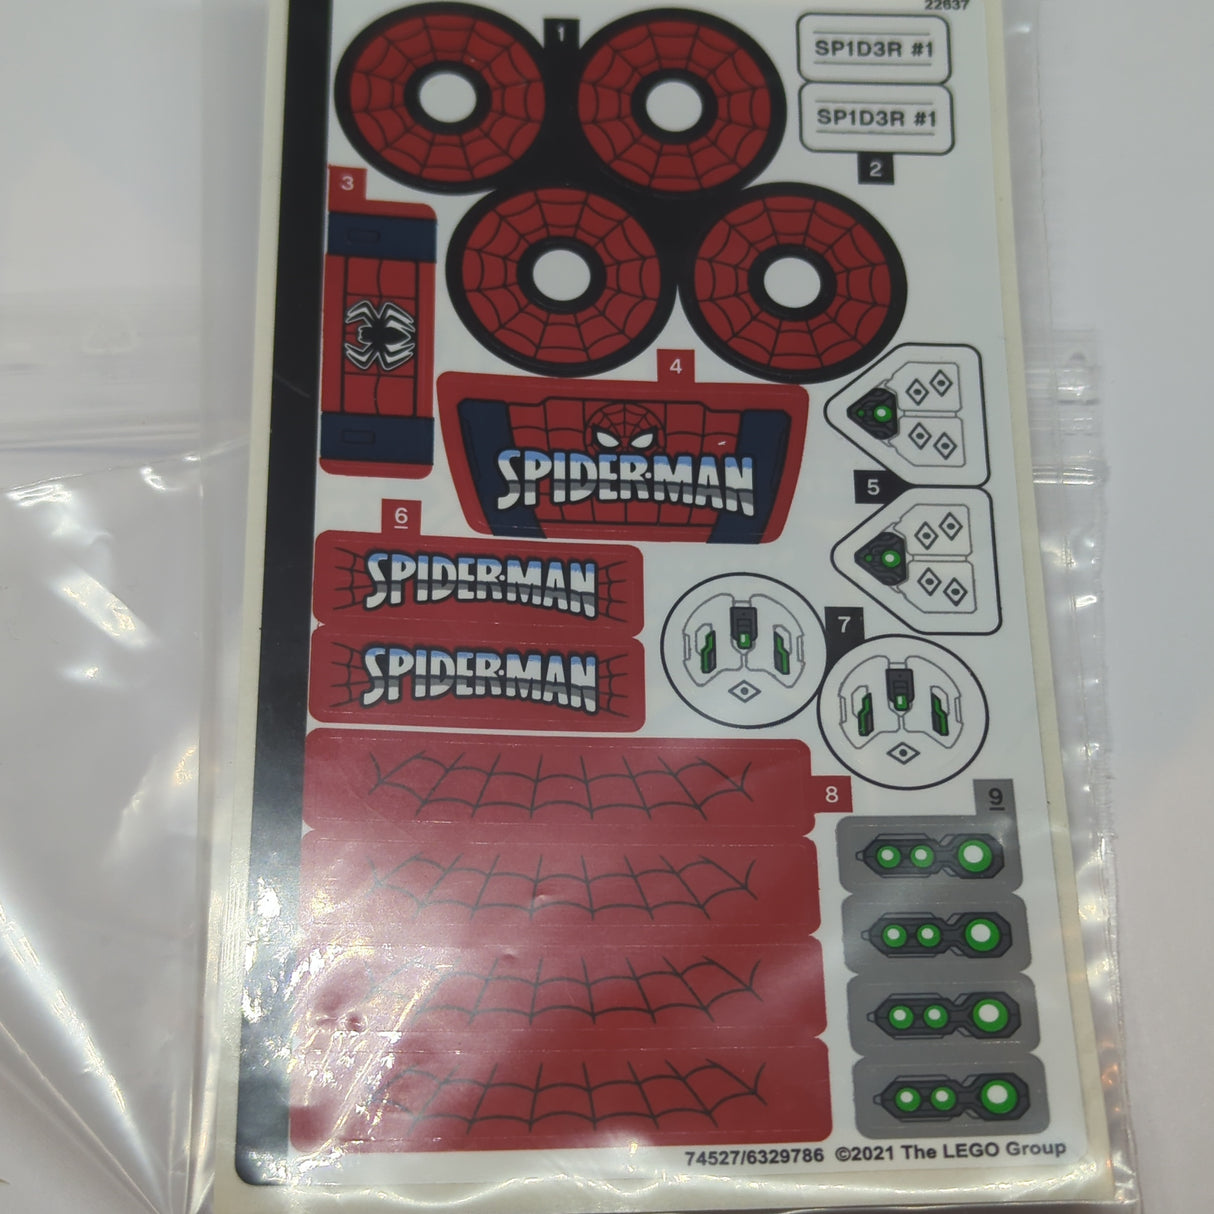 22637
1
SP1D3R #1
SP1D3R #1
2
3
4
SPIDER·MAN
5
6
SPIDER·MAN
SPIDER·MAN
7
8
9
74527/6329786 ©2021 The LEGO Group